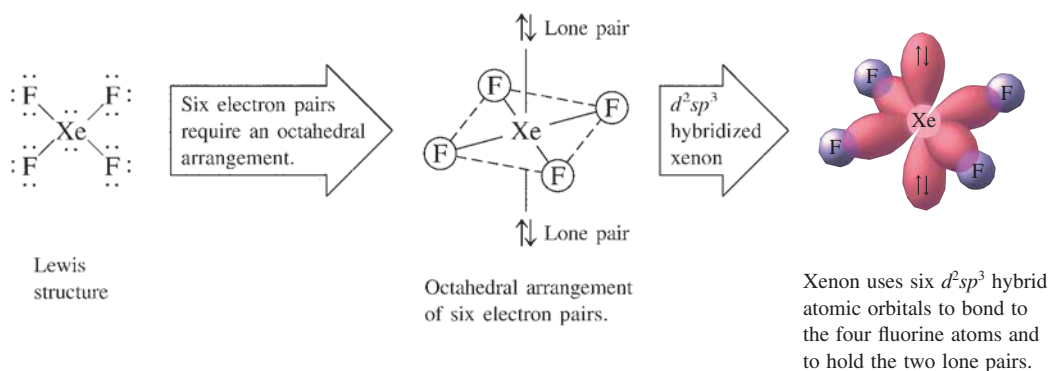 F
F
Xe
F
F
Lewis
structure
Six electron pairs
require an octahedral
arrangement.
↑↓ Lone pair
F
F
Xe
F
F
↑↓ Lone pair
Octahedral arrangement
of six electron pairs.
d²sp³
hybridized
xenon
↑↓
F
F
Xe
F
F
↑↓
Xenon uses six d²sp³ hybrid
atomic orbitals to bond to
the four fluorine atoms and
to hold the two lone pairs.